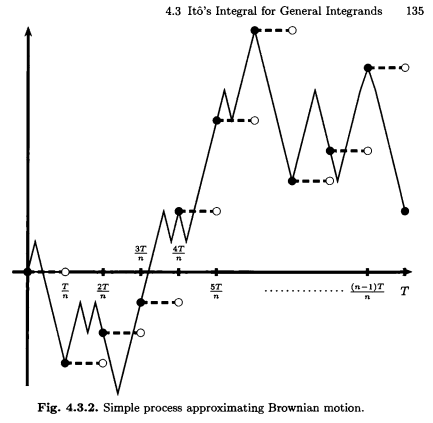 4.3 Itô's Integral for General Integrands 135
3T/n 4T/n
T/n 2T/n 5T/n ................ (n−1)T/n T
Fig. 4.3.2. Simple process approximating Brownian motion.